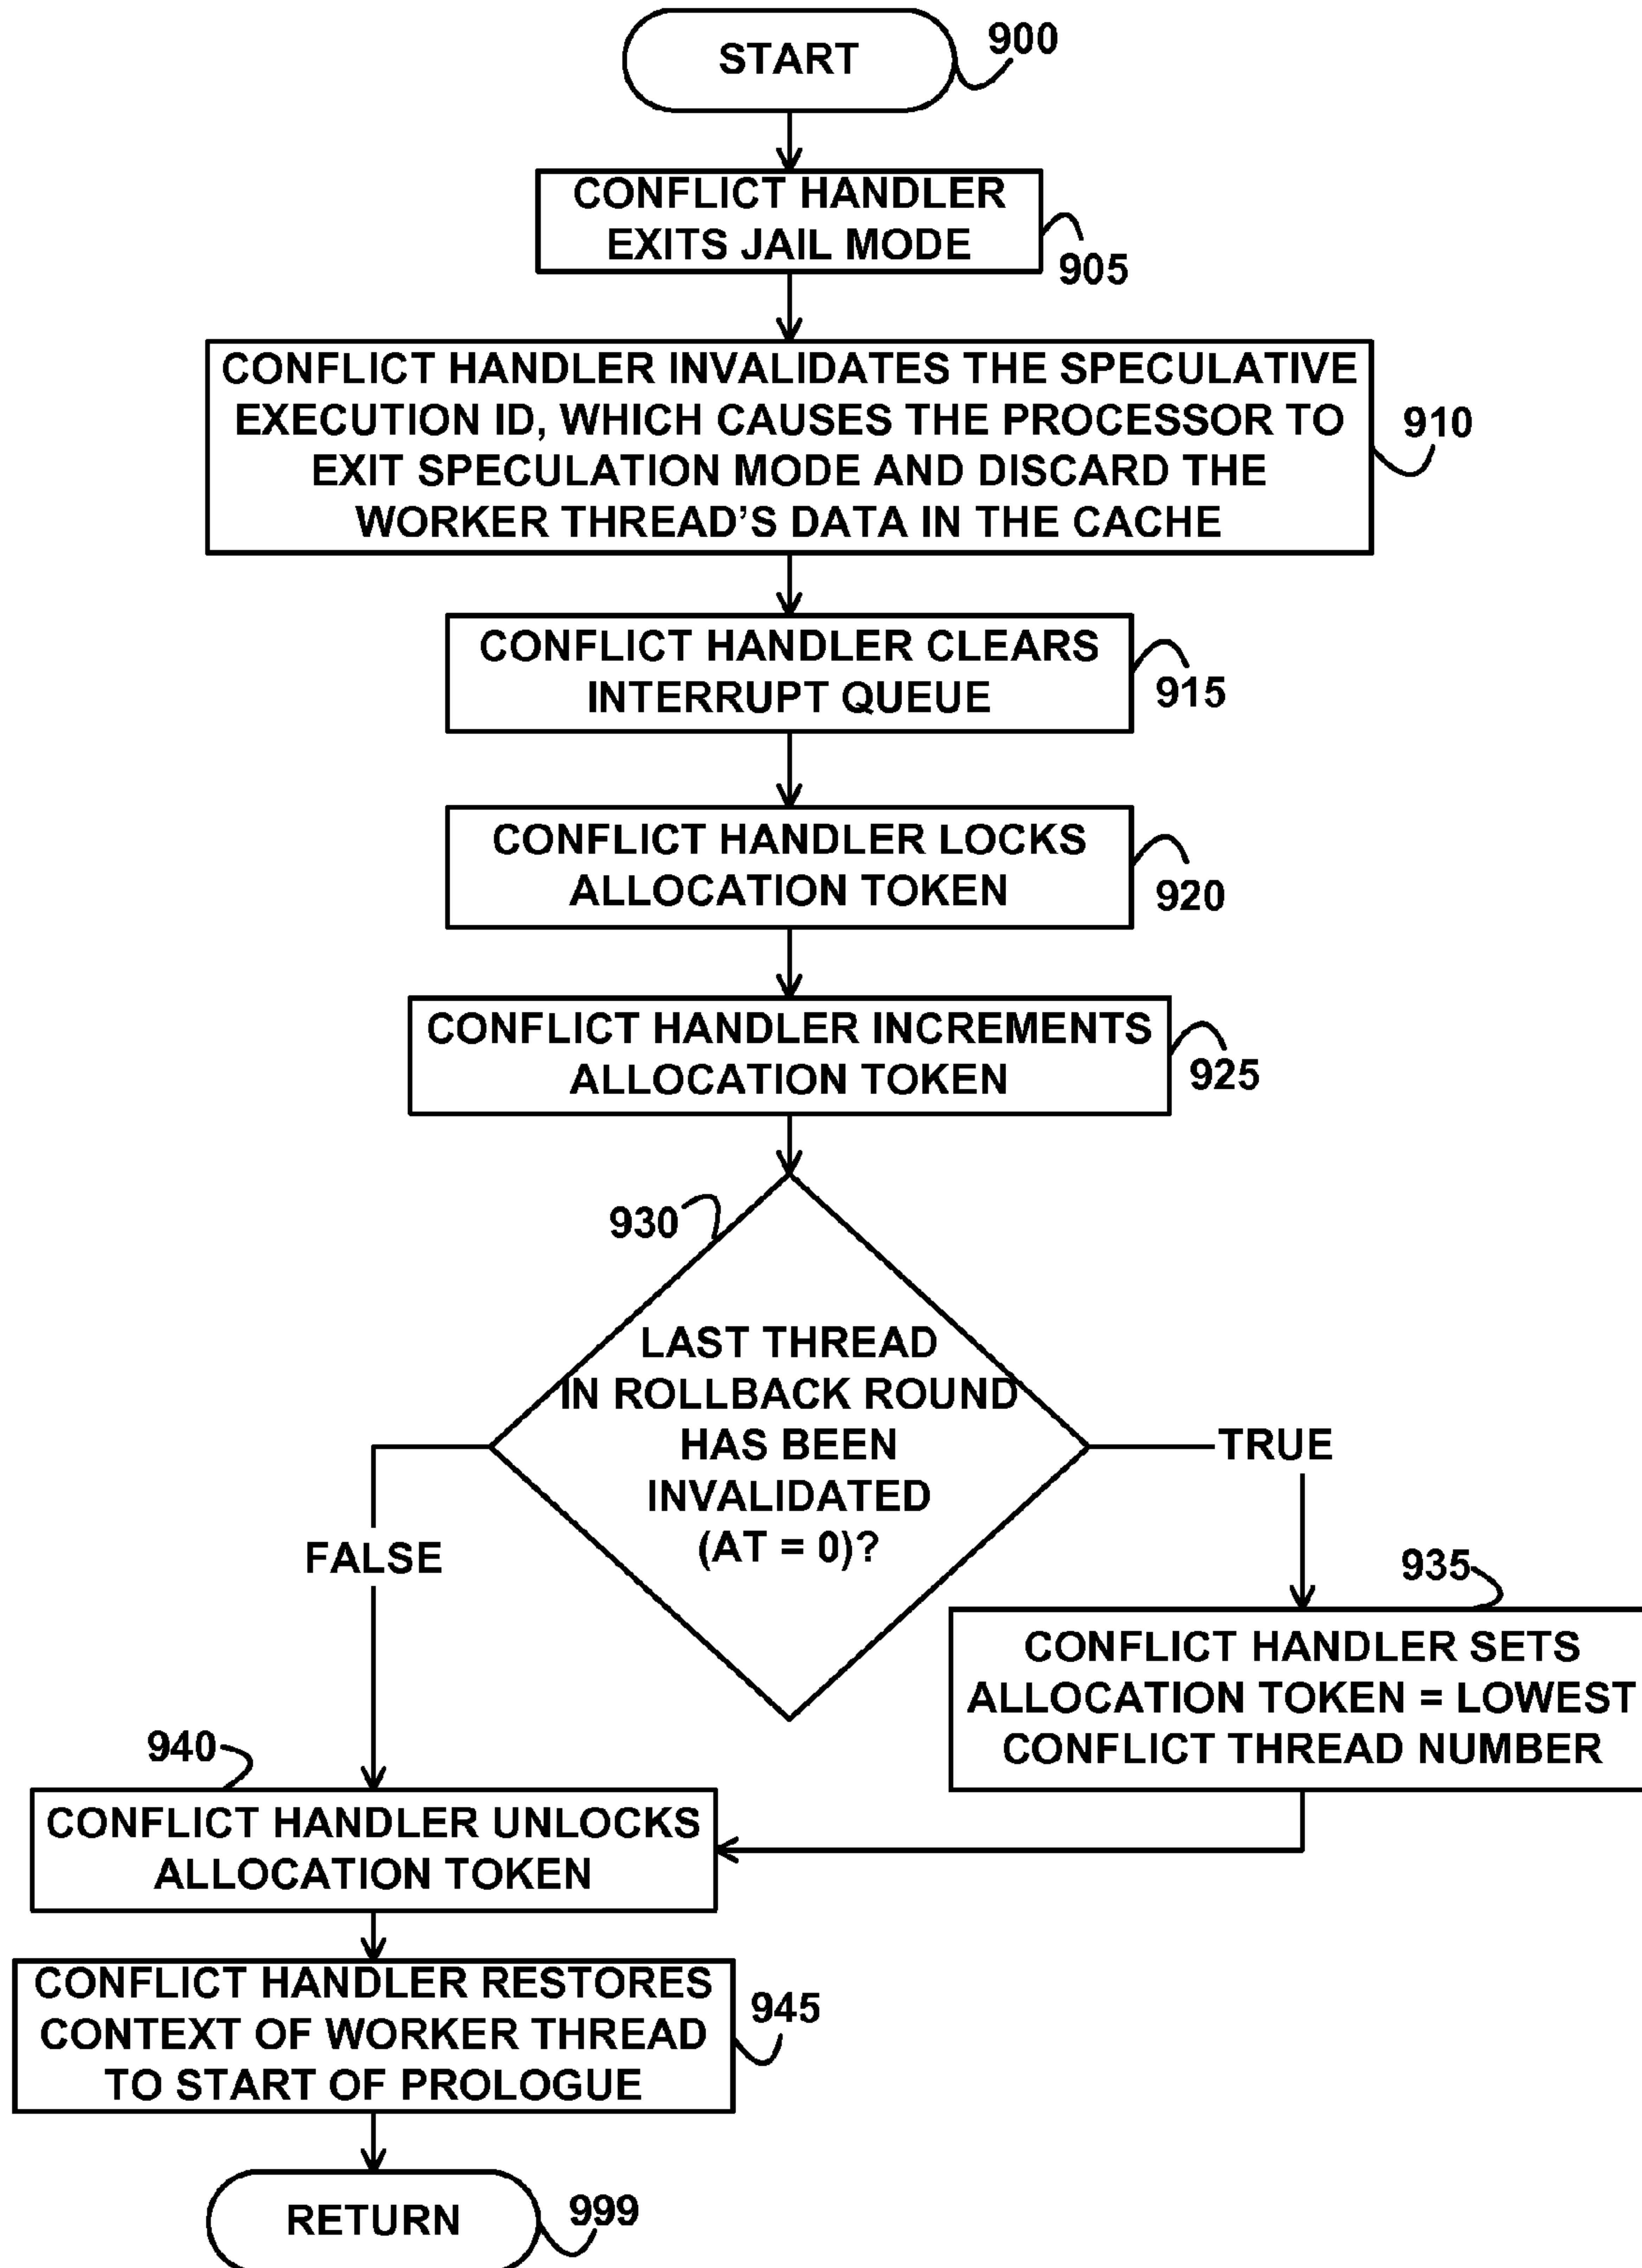 START
900
CONFLICT HANDLER
EXITS JAIL MODE
905
CONFLICT HANDLER INVALIDATES THE SPECULATIVE
EXECUTION ID, WHICH CAUSES THE PROCESSOR TO
EXIT SPECULATION MODE AND DISCARD THE
WORKER THREAD'S DATA IN THE CACHE
910
CONFLICT HANDLER CLEARS
INTERRUPT QUEUE
915
CONFLICT HANDLER LOCKS
ALLOCATION TOKEN
920
CONFLICT HANDLER INCREMENTS
ALLOCATION TOKEN
925
930
LAST THREAD
IN ROLLBACK ROUND
HAS BEEN
INVALIDATED
(AT = 0)?
TRUE
FALSE
935
CONFLICT HANDLER SETS
ALLOCATION TOKEN = LOWEST
CONFLICT THREAD NUMBER
940
CONFLICT HANDLER UNLOCKS
ALLOCATION TOKEN
CONFLICT HANDLER RESTORES
CONTEXT OF WORKER THREAD
TO START OF PROLOGUE
945
RETURN
999